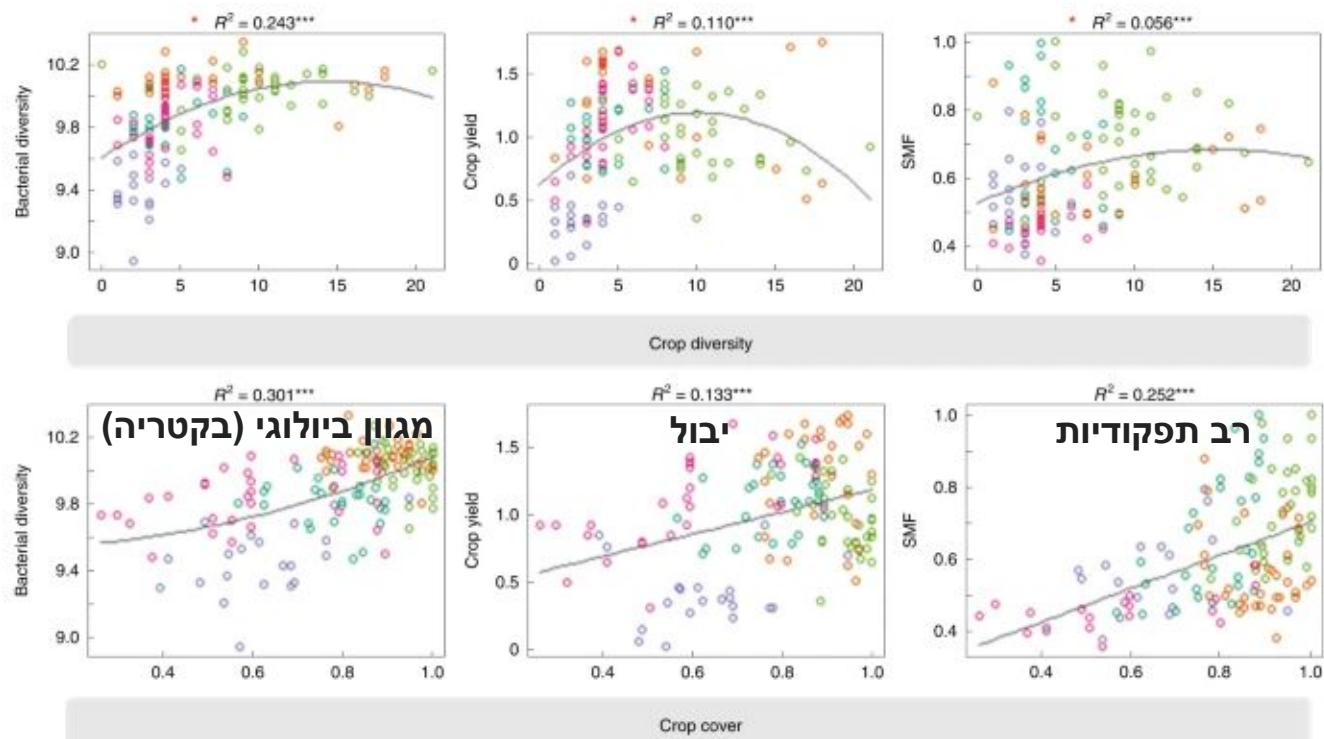 * R² = 0.243***
* R² = 0.110***
* R² = 0.056***
Bacterial diversity
10.2
9.8
9.4
9.0
0 5 10 15 20
Crop yield
1.5
1.0
0.5
0
0 5 10 15 20
SMF
1.0
0.8
0.6
0.4
0 5 10 15 20
Crop diversity
R² = 0.301***
R² = 0.133***
R² = 0.252***
מגוון ביולוגי (בקטריה)
יבול
רב תפקודיות
Bacterial diversity
10.2
9.8
9.4
9.0
0.4 0.6 0.8 1.0
Crop yield
1.5
1.0
0.5
0
0.4 0.6 0.8 1.0
SMF
1.0
0.8
0.6
0.4
0.4 0.6 0.8 1.0
Crop cover